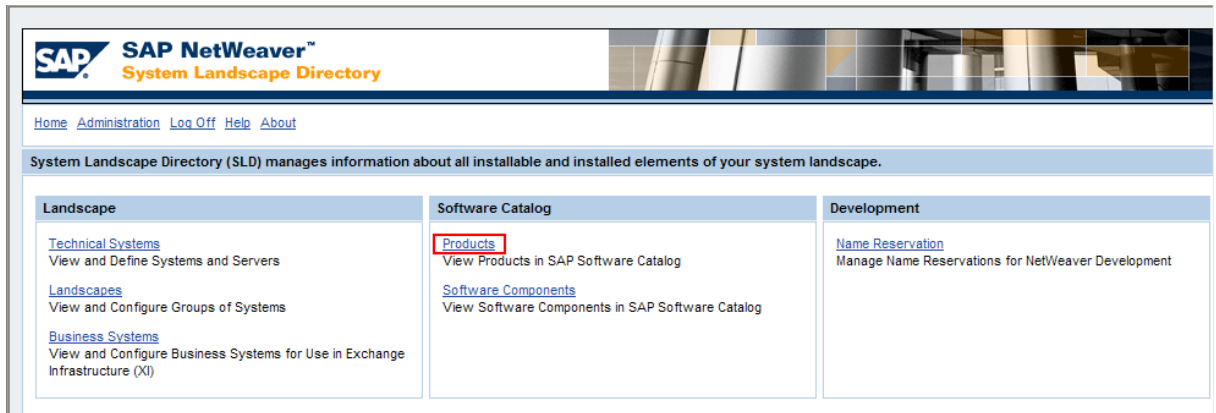 SAP
SAP NetWeaver™
System Landscape Directory
Home Administration Log Off Help About
System Landscape Directory (SLD) manages information about all installable and installed elements of your system landscape.
Landscape
Technical Systems
View and Define Systems and Servers
Landscapes
View and Configure Groups of Systems
Business Systems
View and Configure Business Systems for Use in Exchange
Infrastructure (XI)
Software Catalog
Products
View Products in SAP Software Catalog
Software Components
View Software Components in SAP Software Catalog
Development
Name Reservation
Manage Name Reservations for NetWeaver Development